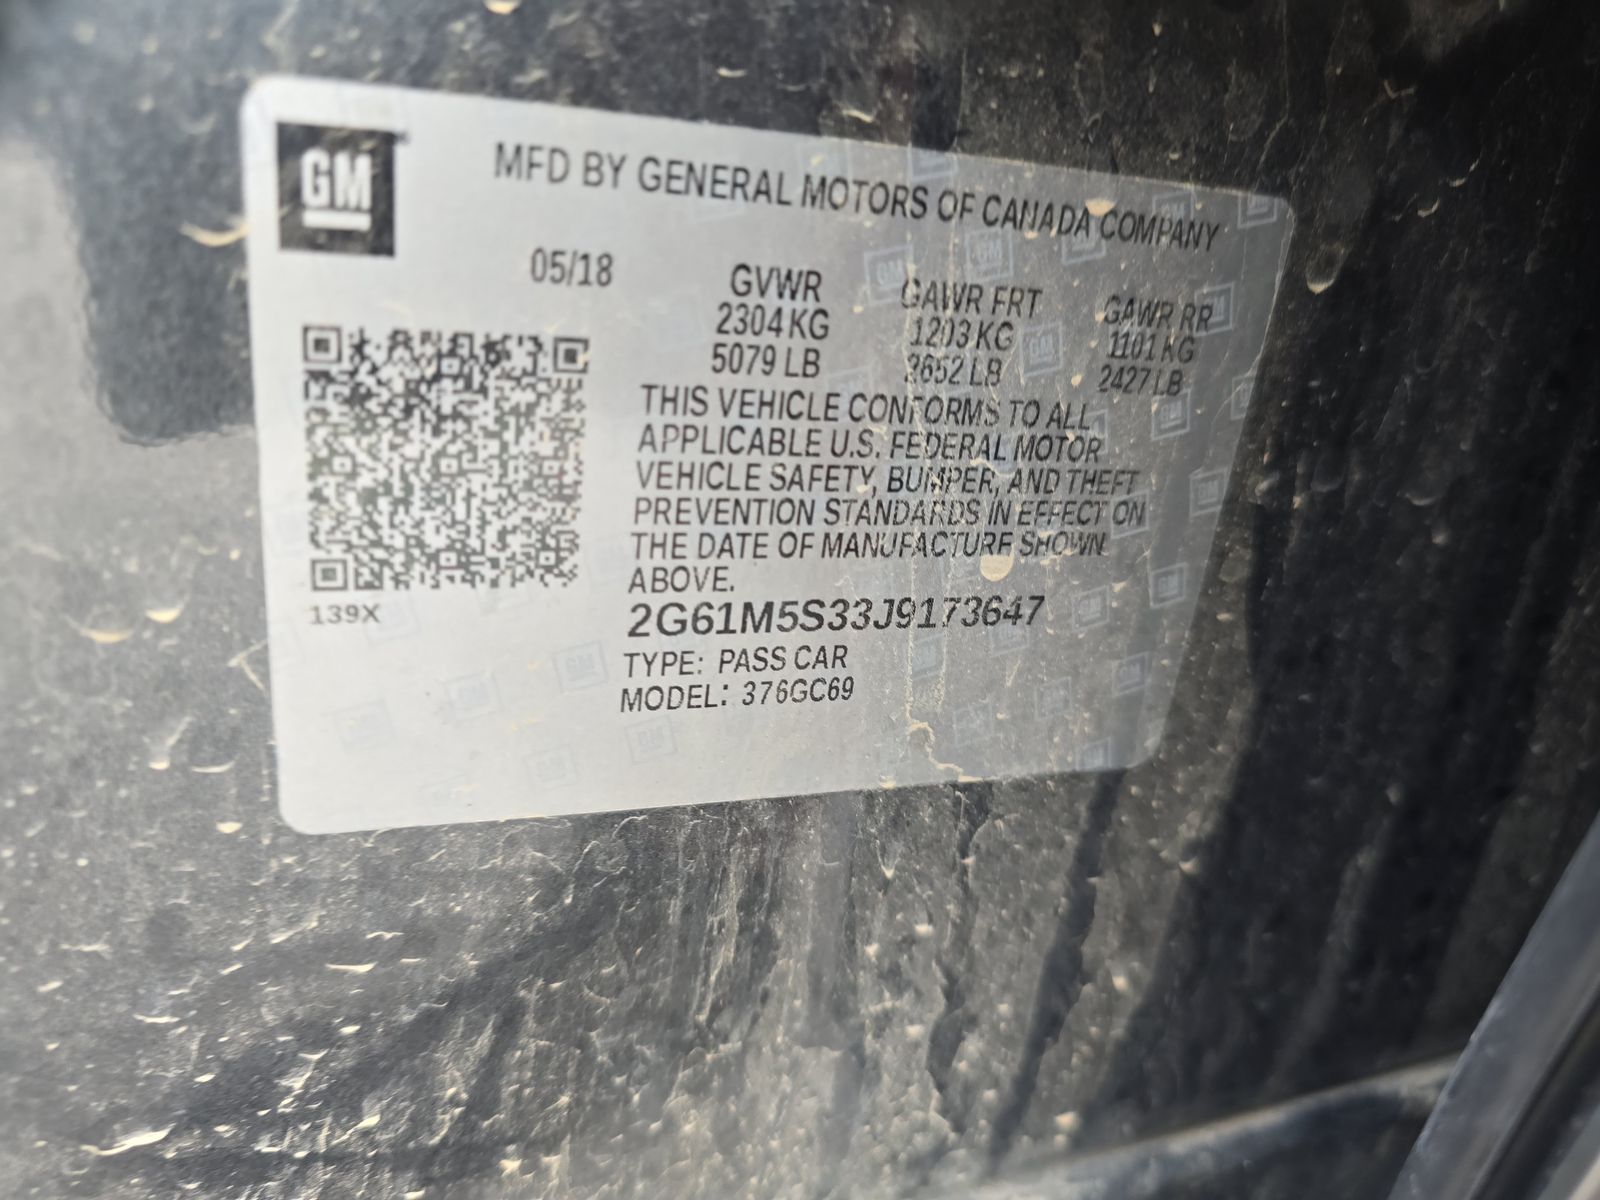 GM
MFD BY GENERAL MOTORS OF CANADA COMPANY
05/18
GVWR GAWR FRT GAWR RR
2304 KG 1203 KG 1101 KG
5079 LB 2652 LB 2427 LB
THIS VEHICLE CONFORMS TO ALL
APPLICABLE U.S. FEDERAL MOTOR
VEHICLE SAFETY, BUMPER, AND THEFT
PREVENTION STANDARDS IN EFFECT ON
THE DATE OF MANUFACTURE SHOWN
ABOVE.
139X
2G61M5S33J9173647
TYPE: PASS CAR
MODEL: 376GC69